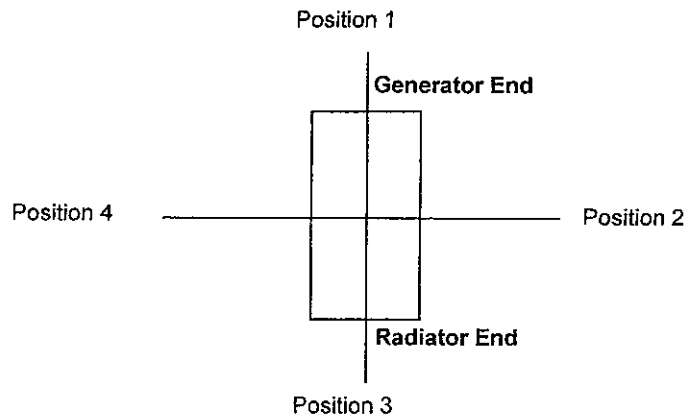 Position 1
Generator End
Position 4
Position 2
Radiator End
Position 3